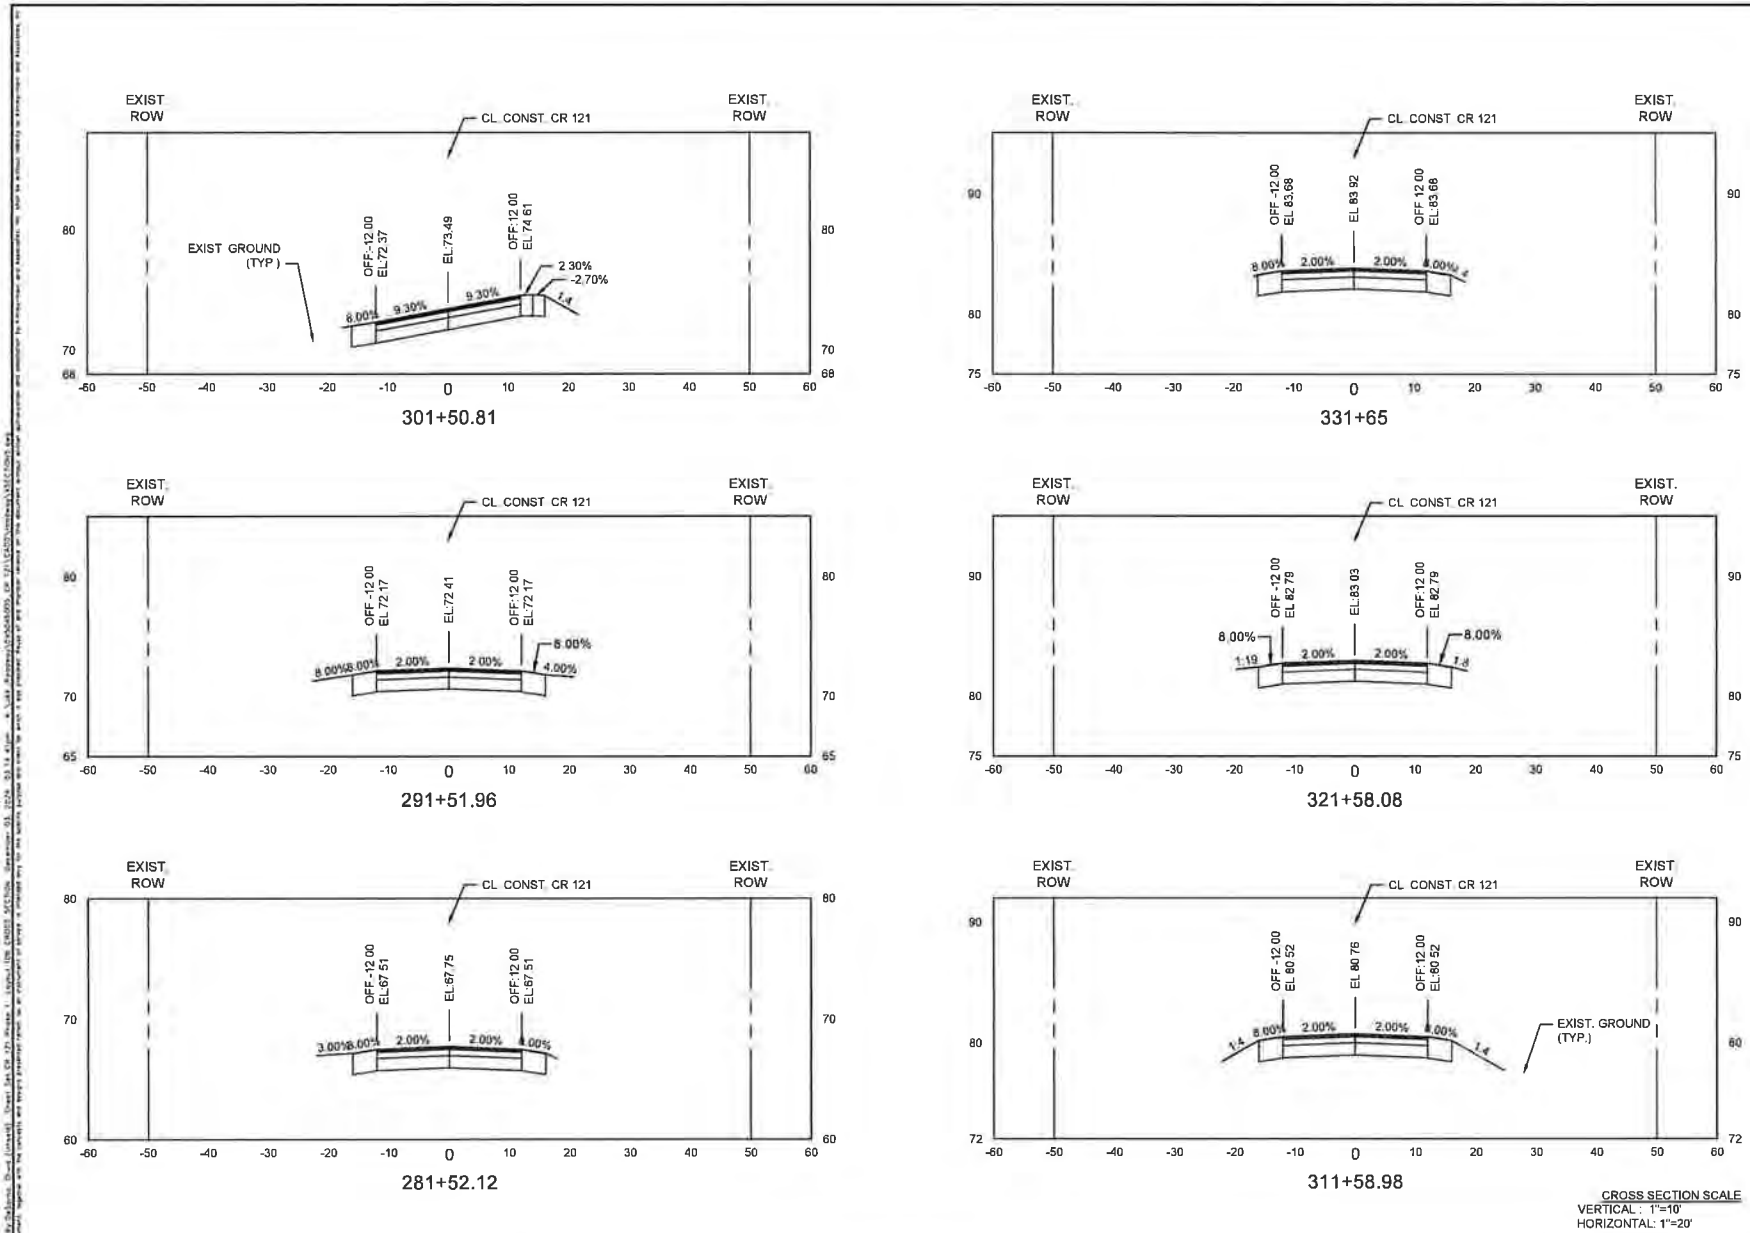 EXIST.
ROW
EXIST.
ROW
CL CONST. CR 121
80
80
70
70
68
68
EXIST GROUND
(TYP.)
OFF:-12.00
EL:72.37
EL:73.49
OFF:12.00
EL 74.61
8.00%
9.30%
9.30%
2.30%
-2.70%
1:4
-60 -50 -40 -30 -20 -10 0 10 20 30 40 50 60
301+50.81
EXIST.
ROW
EXIST.
ROW
CL CONST. CR 121
90
90
80
80
75
75
OFF -12.00
EL 83.68
EL 83.92
OFF 12.00
EL:83.68
8.00%
2.00%
2.00%
8.00%
-60 -50 -40 -30 -20 -10 0 10 20 30 40 50 60
331+65
EXIST.
ROW
EXIST.
ROW
CL CONST. CR 121
80
80
70
70
65
65
OFF -12.00
EL 72.17
EL:72.41
OFF:12.00
EL:72.17
8.00%
8.00%
2.00%
2.00%
8.00%
4.00%
-60 -50 -40 -30 -20 -10 0 10 20 30 40 50 60
291+51.96
EXIST.
ROW
EXIST.
ROW
CL CONST. CR 121
90
90
80
80
75
75
OFF -12.00
EL 82.79
EL:83.03
OFF:12.00
EL 82.79
1:19
8.00%
2.00%
2.00%
8.00%
1:8
-60 -50 -40 -30 -20 -10 0 10 20 30 40 50 60
321+58.08
EXIST.
ROW
EXIST.
ROW
CL CONST. CR 121
80
80
70
70
60
60
OFF -12.00
EL:67.51
EL:67.75
OFF:12.00
EL:67.51
3.00%
8.00%
2.00%
2.00%
-60 -50 -40 -30 -20 -10 0 10 20 30 40 50 60
281+52.12
EXIST.
ROW
EXIST.
ROW
CL CONST. CR 121
90
90
80
80
72
72
OFF -12.00
EL 80.52
EL 80.76
OFF:12.00
EL:80.52
1:4
8.00%
2.00%
2.00%
8.00%
1:4
EXIST. GROUND
(TYP.)
-60 -50 -40 -30 -20 -10 0 10 20 30 40 50 60
311+58.98
CROSS SECTION SCALE
VERTICAL : 1"=10'
HORIZONTAL: 1"=20'